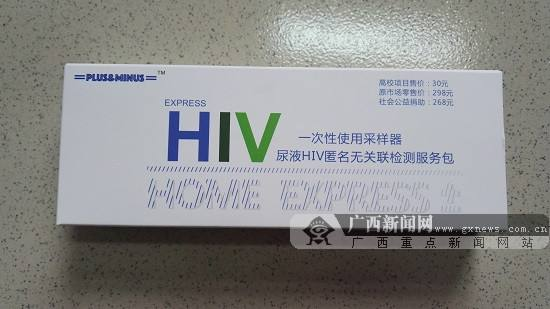 PLUS&MINUS™
高校项目售价：30元
原市场零售价：298元
社会公益捐助：268元
EXPRESS
HIV
一次性使用采样器
尿液HIV匿名无关联检测服务包
HOME EXPRESS ±
广西新闻网
www.gxnews.com.cn
广西重点新闻网站